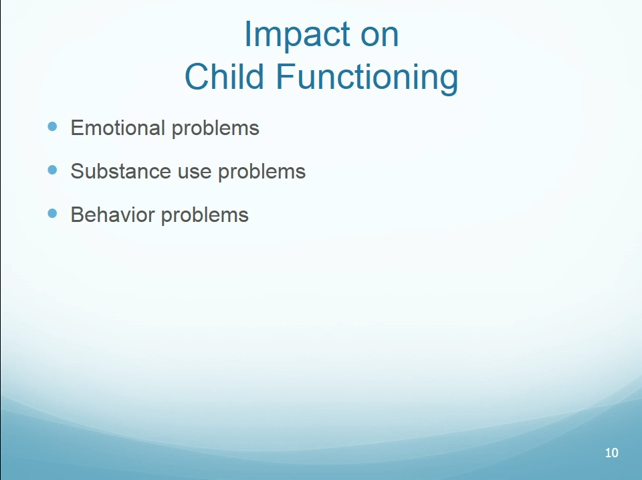 Impact on
Child Functioning
Emotional problems
Substance use problems
Behavior problems
10